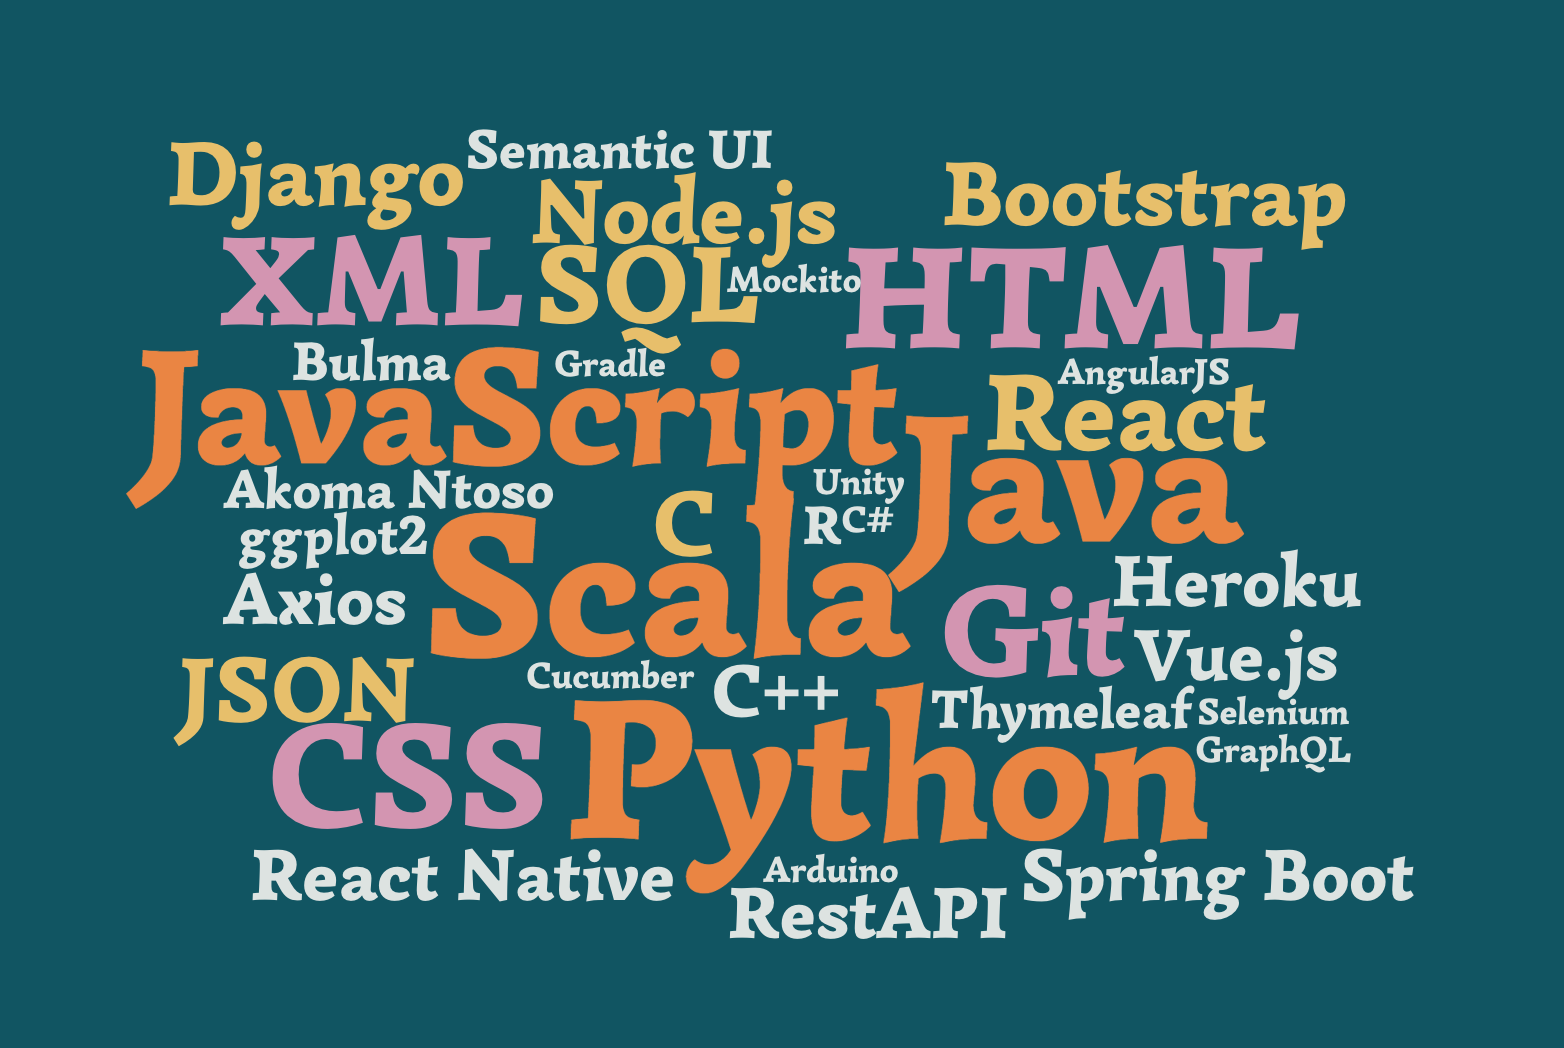 Semantic UI
Django
Bootstrap
Node.js
XML
SQL
Mockito
HTML
Bulma
Gradle
AngularJS
JavaScript
React
Java
Akoma Ntoso
Unity
C
R
C#
ggplot2
Scala
Axios
Heroku
Git
Vue.js
JSON
Cucumber
C++
Thymeleaf
Selenium
GraphQL
CSS
Python
React Native
Arduino
Spring Boot
RestAPI